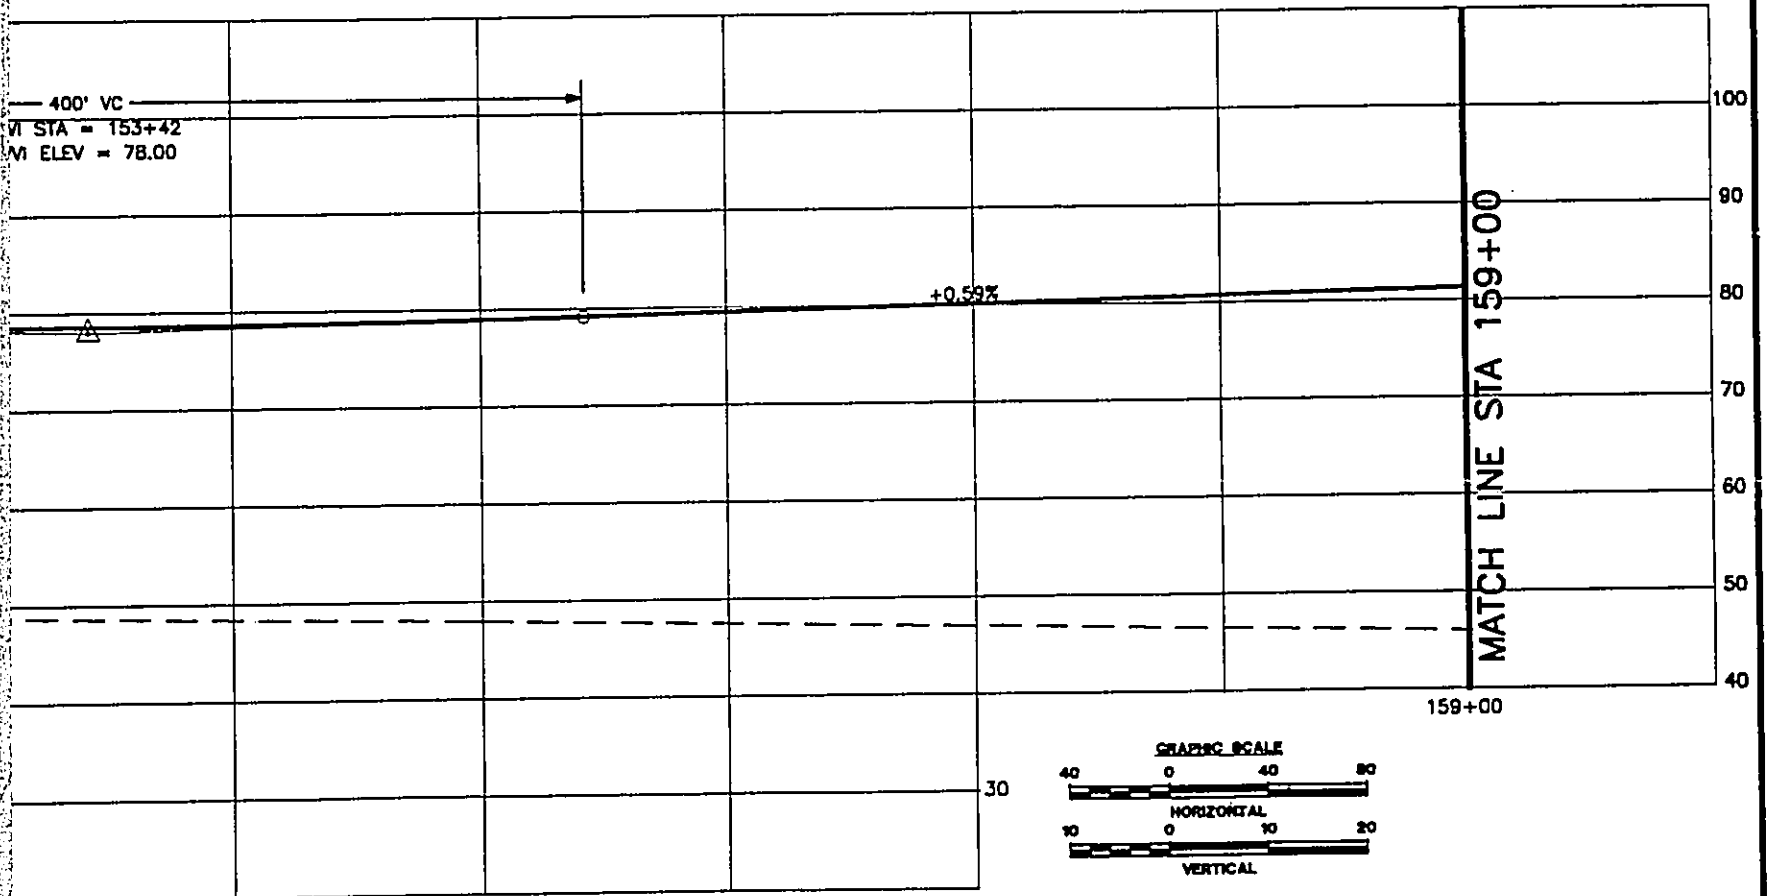 400' VC
VI STA = 153+42
VI ELEV = 78.00
100
90
+0.59%
80
70
60
50
40
MATCH LINE STA 159+00
159+00
30
GRAPHIC SCALE
40 0 40 80
HORIZONTAL
10 0 10 20
VERTICAL